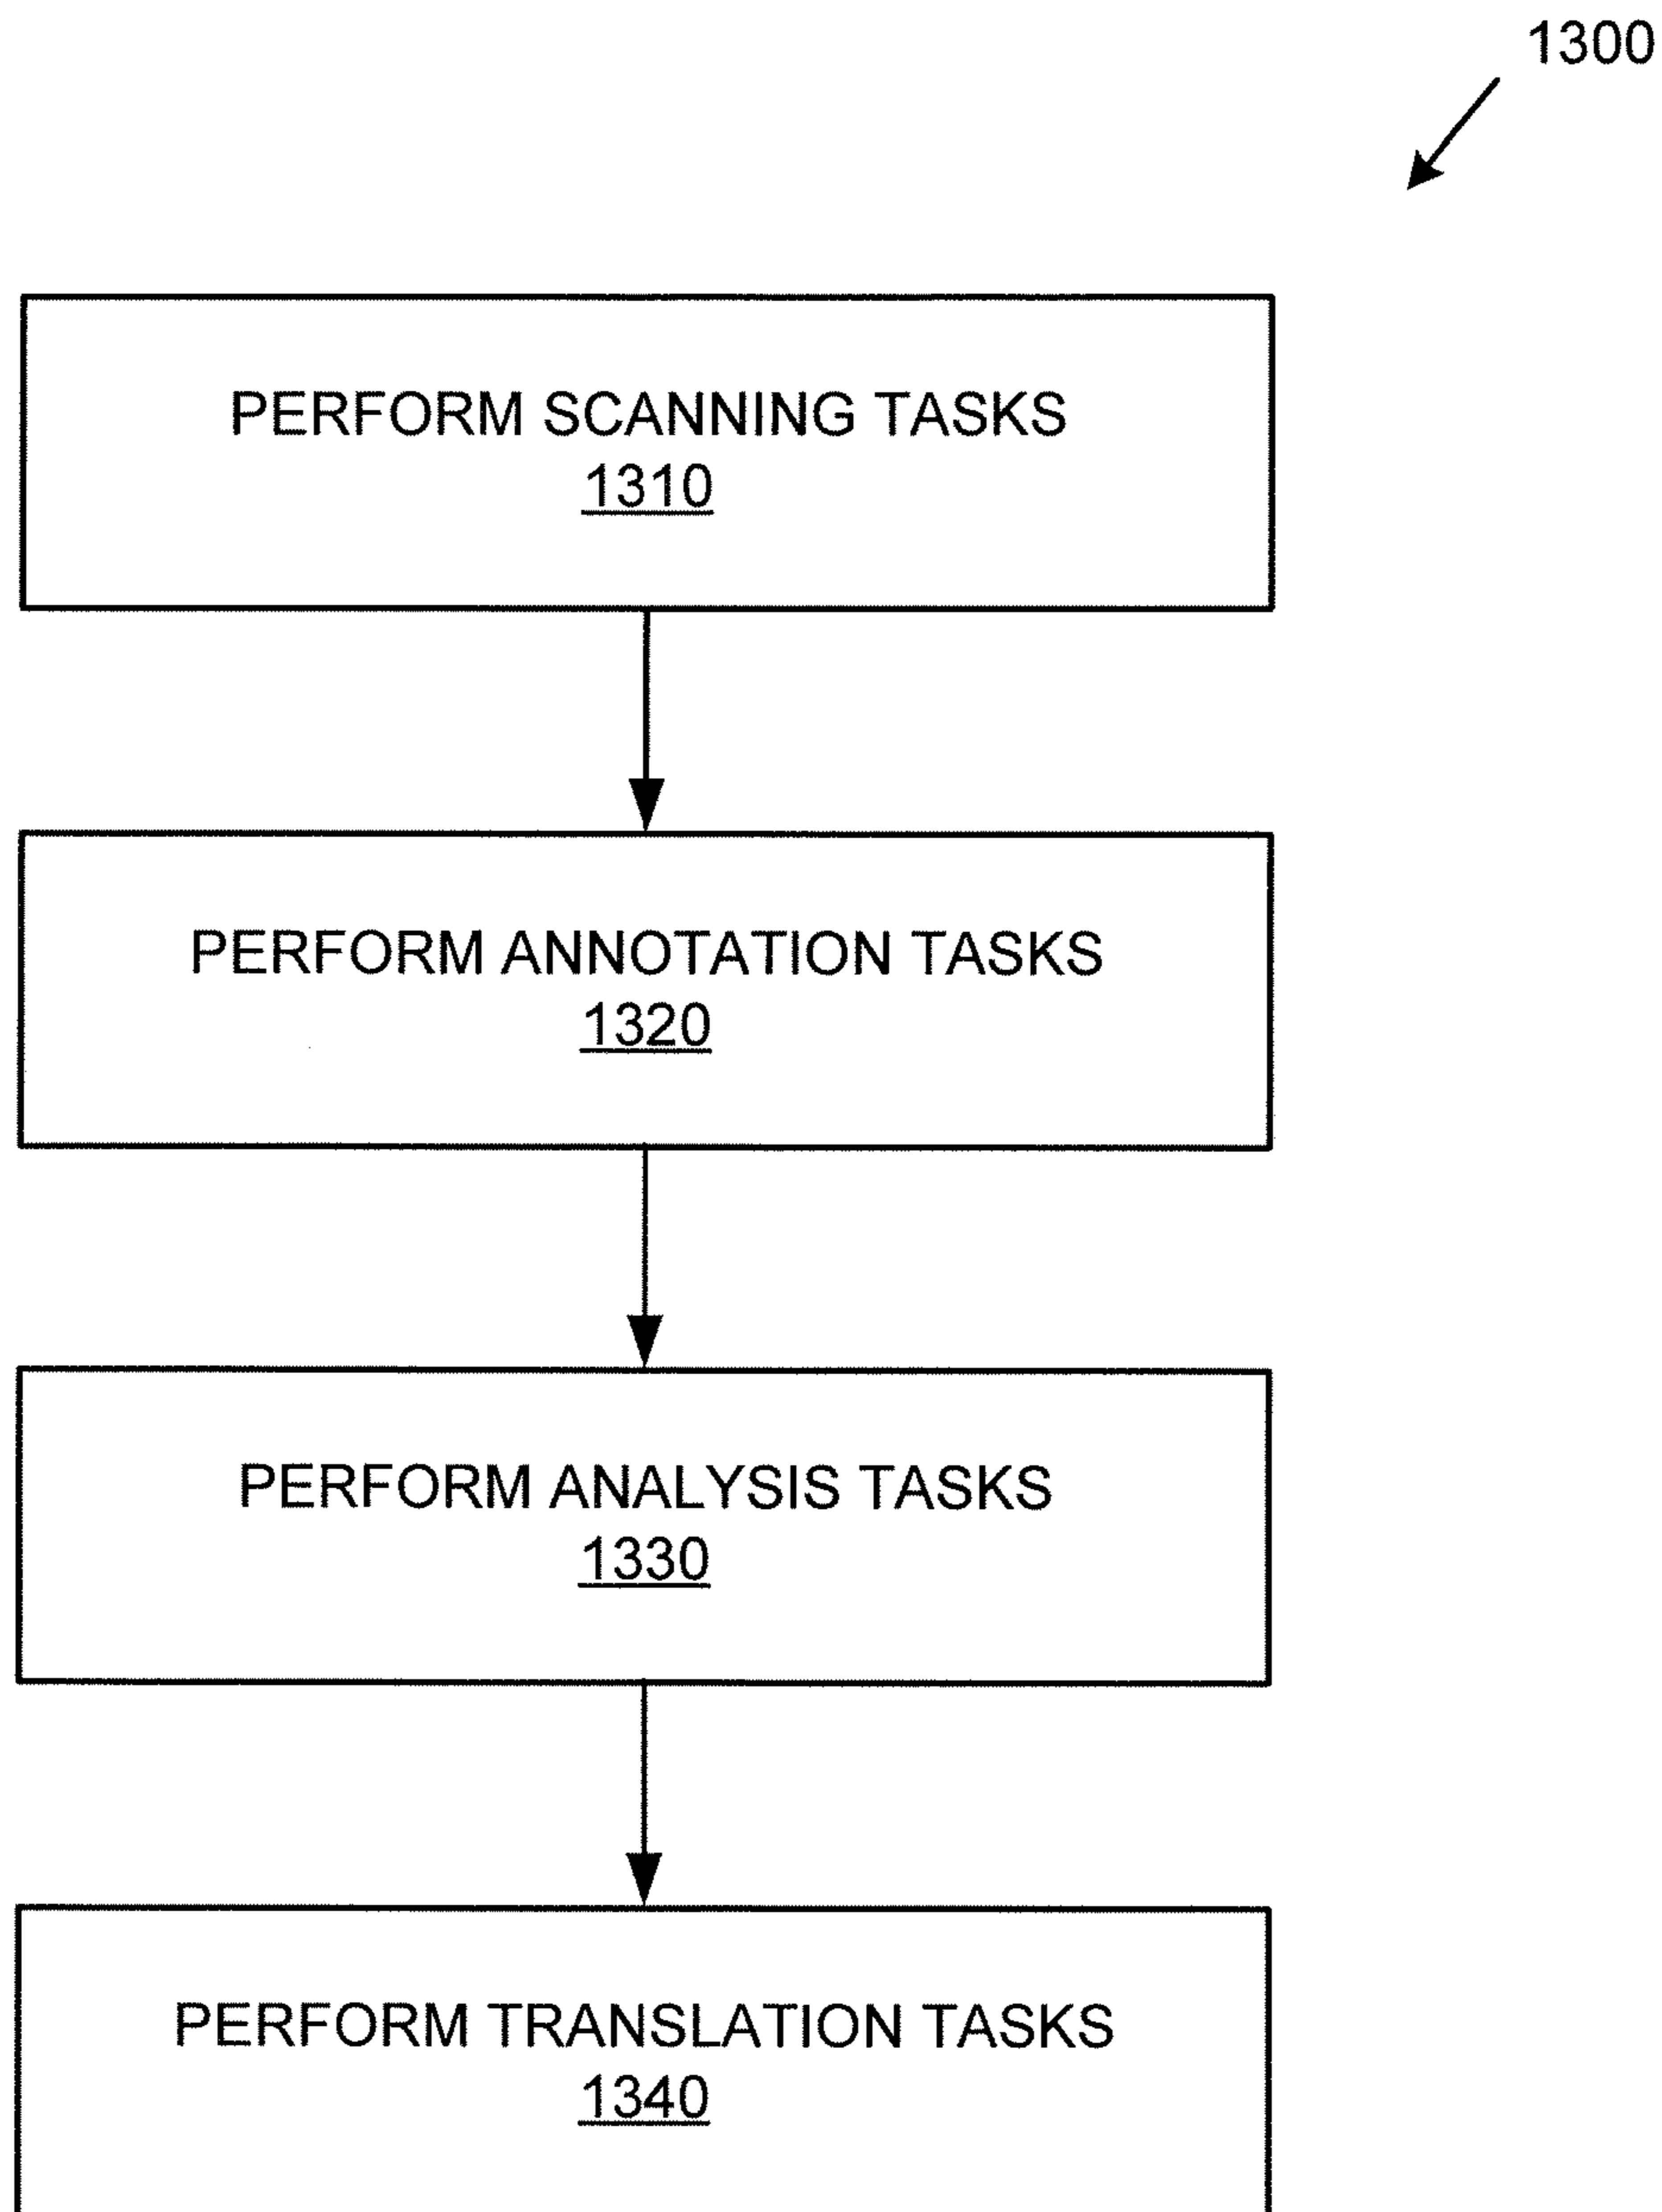 1300
PERFORM SCANNING TASKS
1310
PERFORM ANNOTATION TASKS
1320
PERFORM ANALYSIS TASKS
1330
PERFORM TRANSLATION TASKS
1340